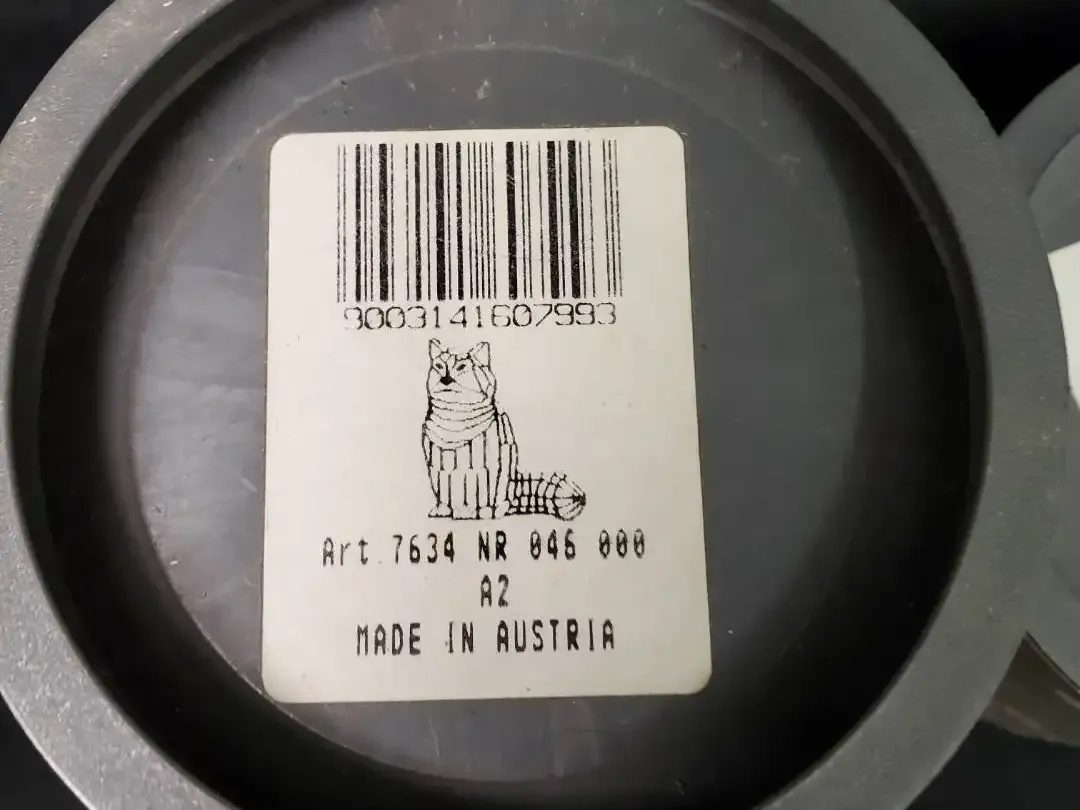 9003141607993
Art.7634 NR 046 000
A2
MADE IN AUSTRIA